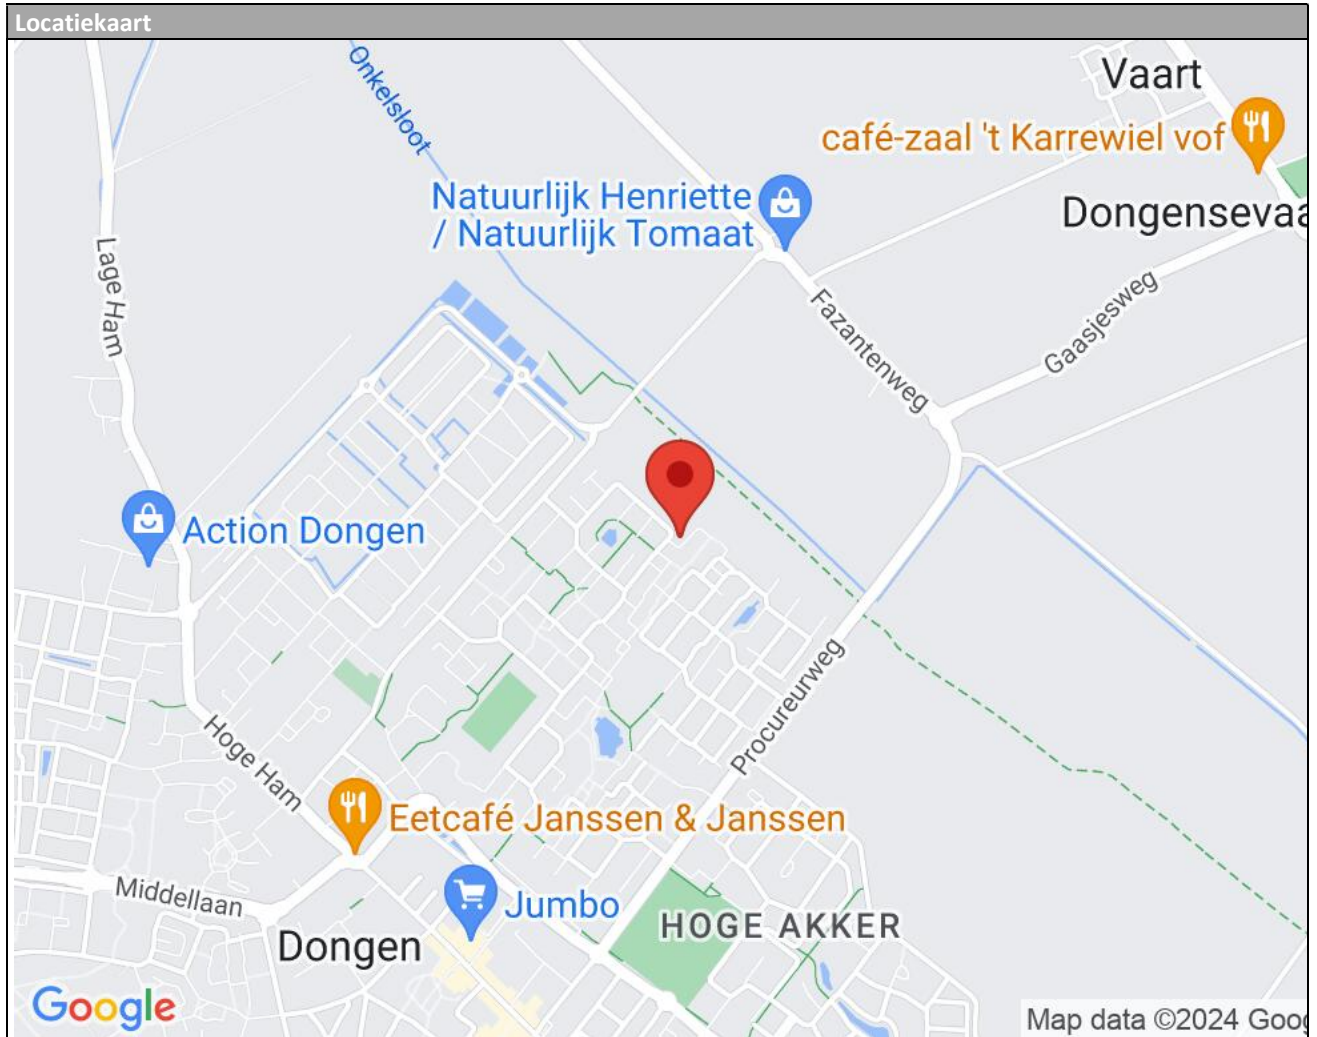 Locatiekaart
Onkelsloot
Vaart
café-zaal 't Karrewiel vof
Natuurlijk Henriette
/ Natuurlijk Tomaat
Dongensevaa
Lage Ham
Fazantenweg
Gaasjesweg
Action Dongen
Procureurweg
Hoge Ham
Eetcafé Janssen & Janssen
Middellaan
Jumbo
HOGE AKKER
Dongen
Google
Map data ©2024 Goog